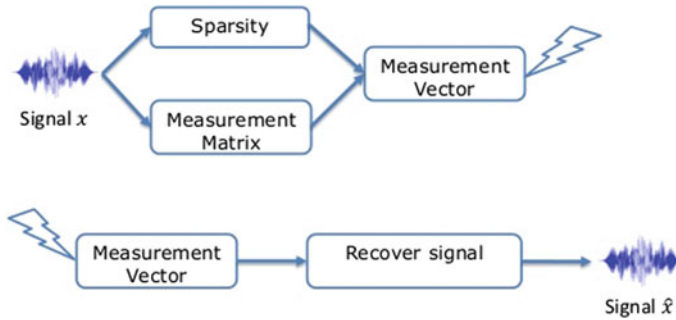 Sparsity
Signal x
Measurement
Matrix
Measurement
Vector
Measurement
Vector
Recover signal
Signal x̂